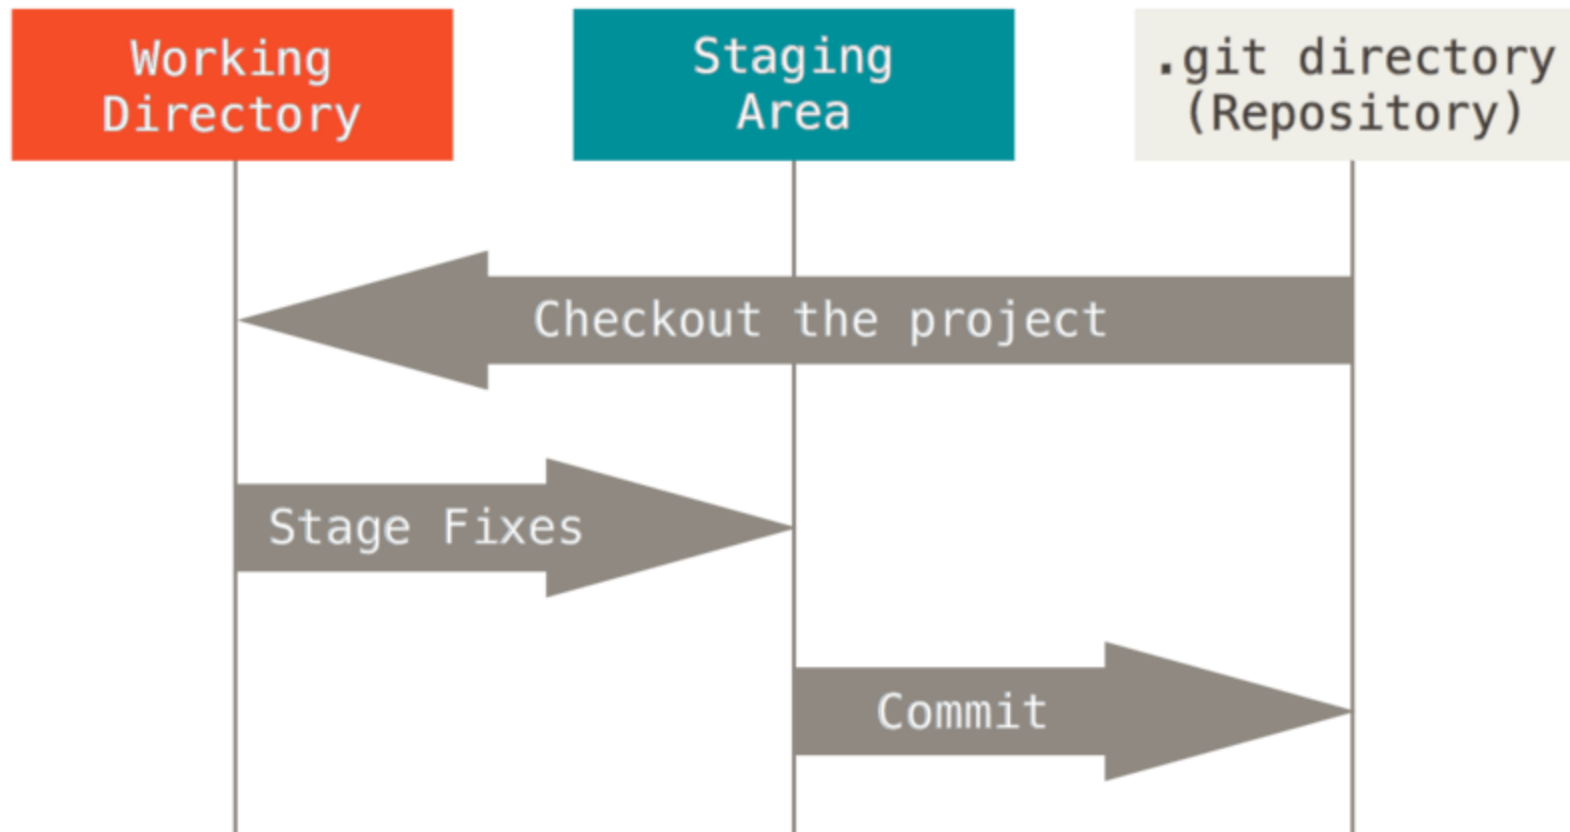 Working
Directory
Staging
Area
.git directory
(Repository)
Checkout the project
Stage Fixes
Commit